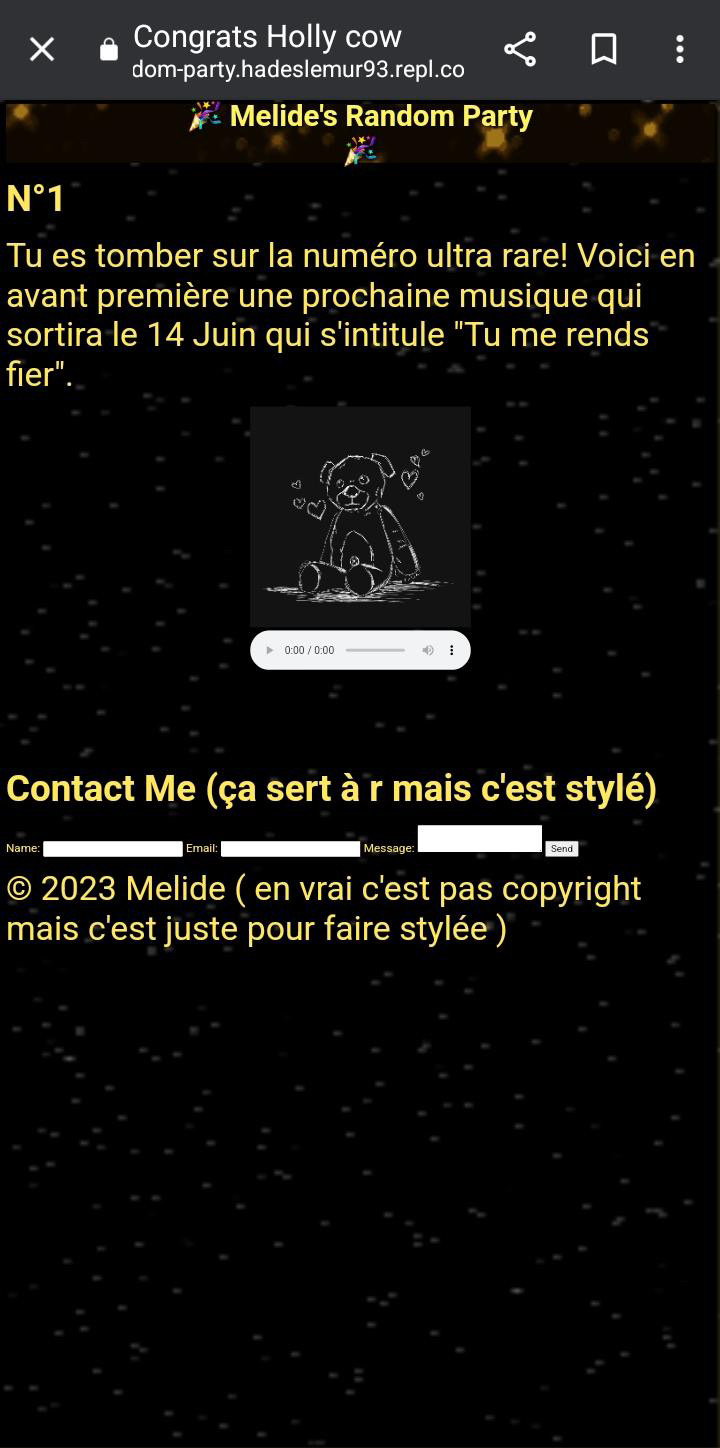 Congrats Holly cow
dom-party.hadeslemur93.repl.co
🎉 Melide's Random Party
🎉
N°1
Tu es tomber sur la numéro ultra rare! Voici en
avant première une prochaine musique qui
sortira le 14 Juin qui s'intitule "Tu me rends
fier".
0:00 / 0:00
Contact Me (ça sert à r mais c'est stylé)
Name: Email: Message: Send
© 2023 Melide ( en vrai c'est pas copyright
mais c'est juste pour faire stylée )